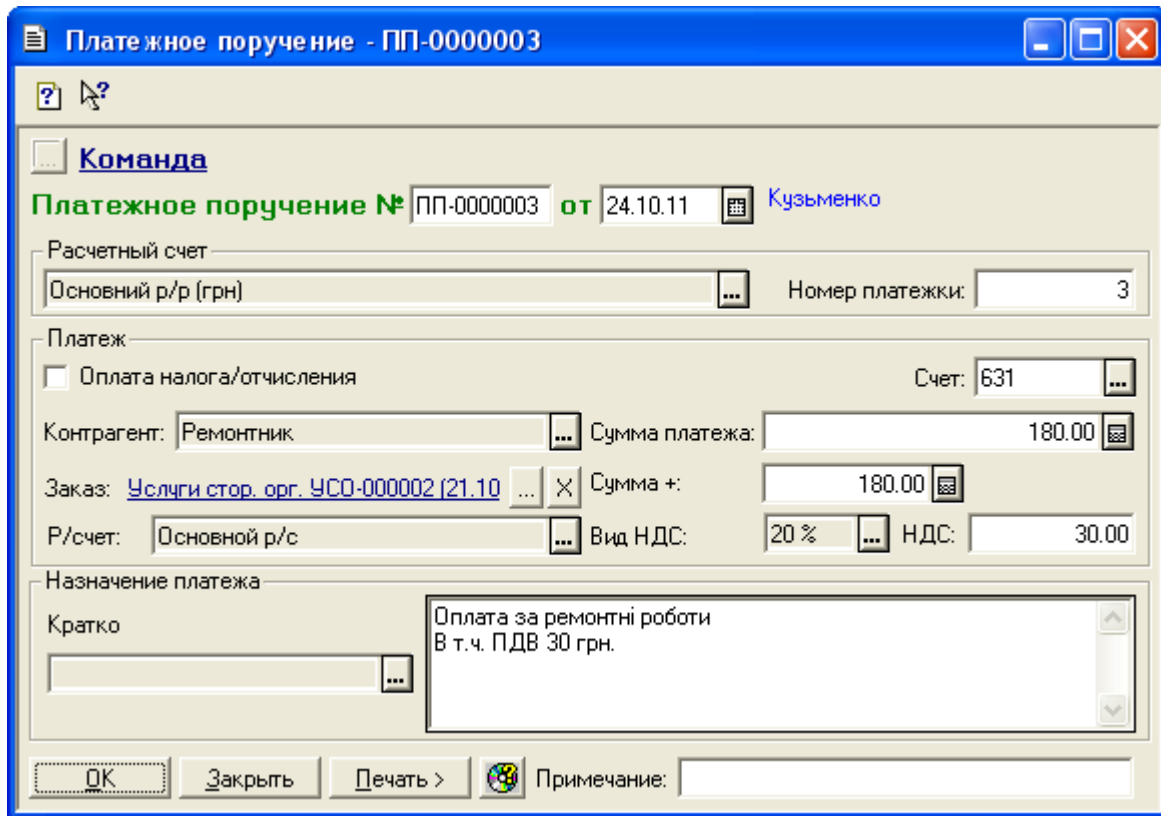 Платежное поручение - ПП-0000003
... Команда
Платежное поручение № ПП-0000003 от 24.10.11 Кузьменко
Расчетный счет
Основний р/р (грн) ... Номер платежки: 3
Платеж
Оплата налога/отчисления Счет: 631 ...
Контрагент: Ремонтник ... Сумма платежа: 180.00
Заказ: Услуги стор. орг. УСО-000002 (21.10 ... X Сумма +: 180.00
Р/счет: Основной р/с ... Вид НДС: 20 % ... НДС: 30.00
Назначение платежа
Кратко
...
Оплата за ремонтні роботи
В т.ч. ПДВ 30 грн.
OK Закрыть Печать > Примечание: